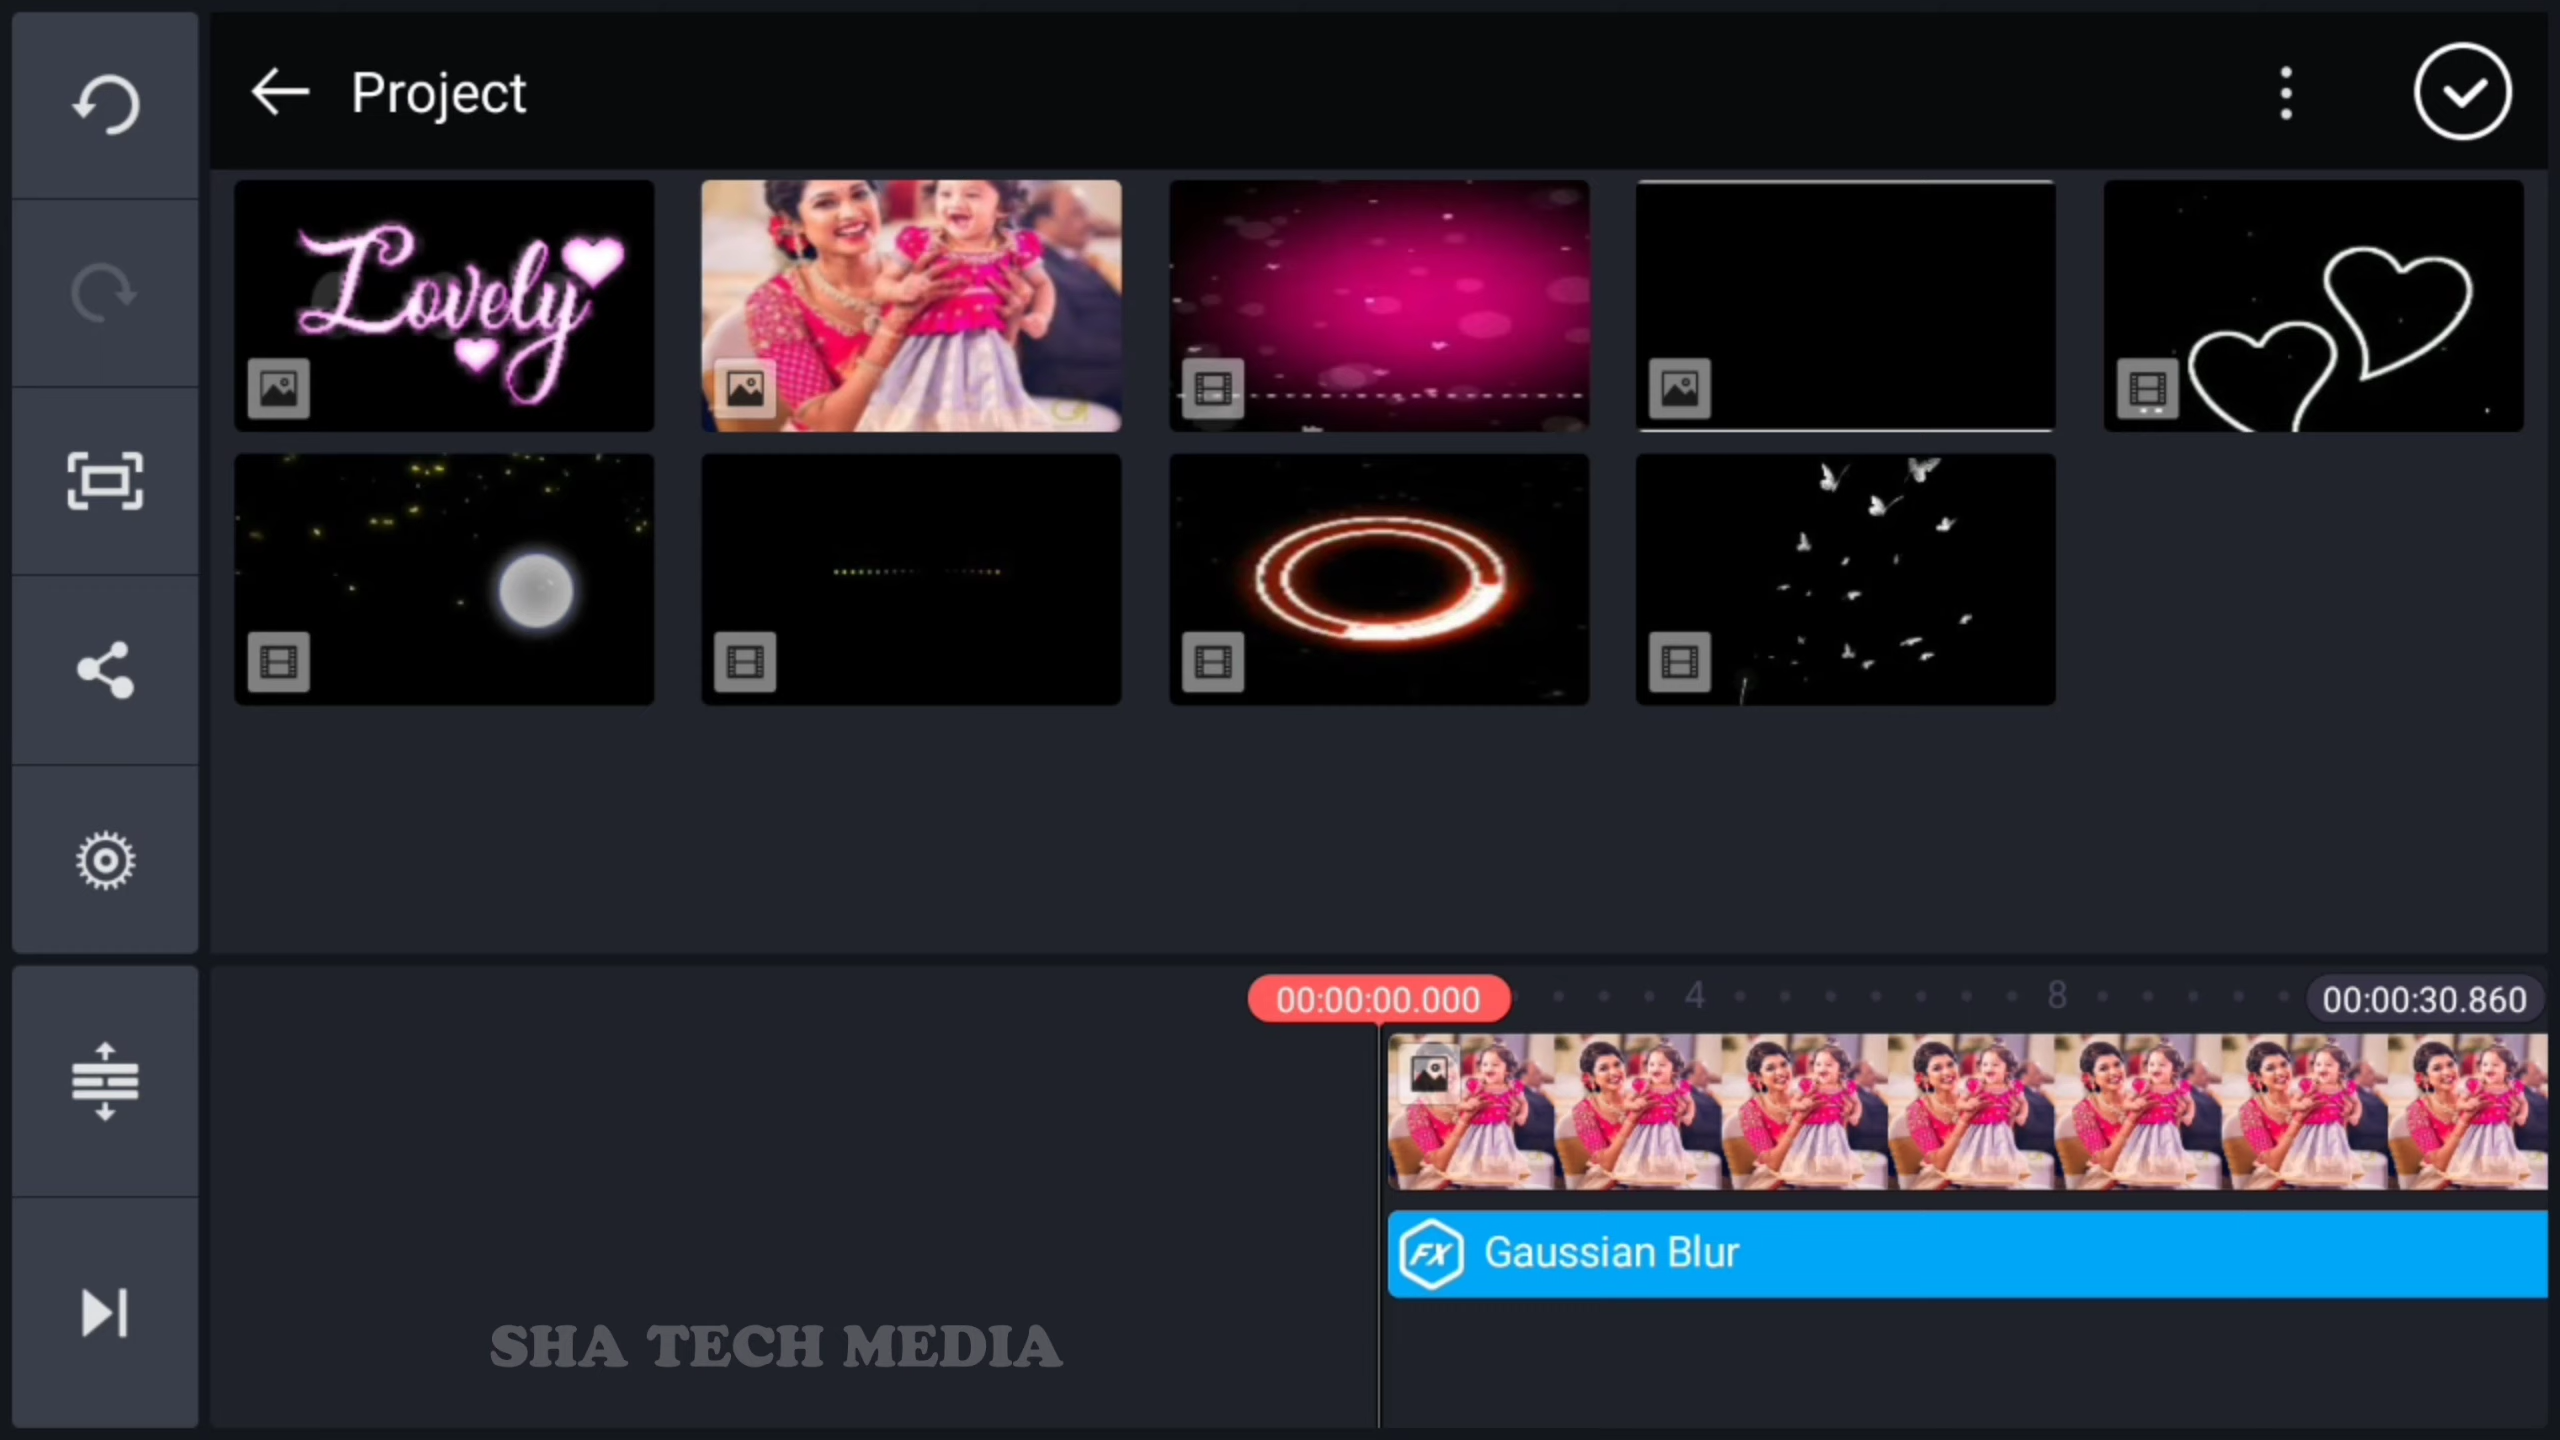 Project
Lovely
00:00:00.000
4
8
00:00:30.860
FX
Gaussian Blur
SHA TECH MEDIA